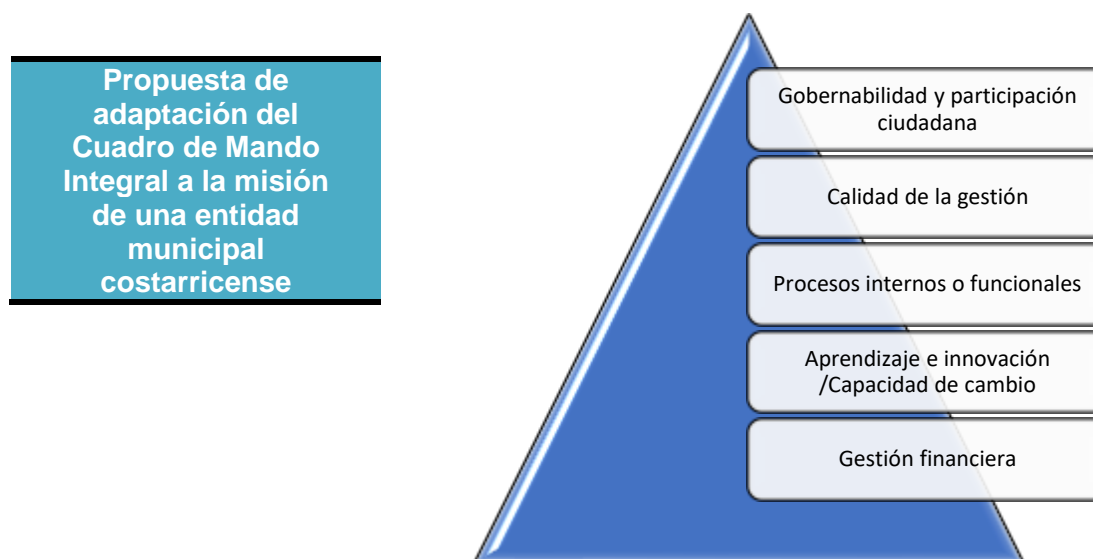 Propuesta de
adaptación del
Cuadro de Mando
Integral a la misión
de una entidad
municipal
costarricense
Gobernabilidad y participación
ciudadana
Calidad de la gestión
Procesos internos o funcionales
Aprendizaje e innovación
/Capacidad de cambio
Gestión financiera